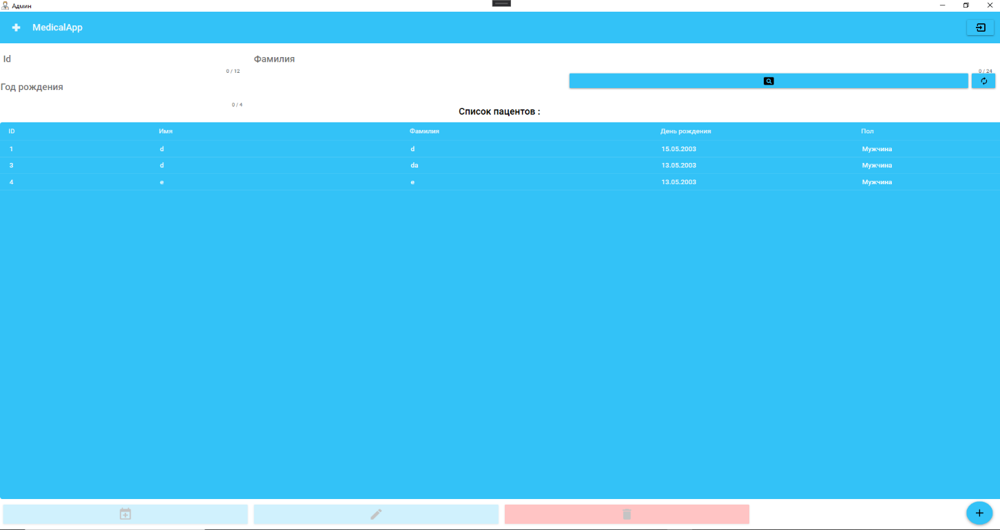 Админ
MedicalApp
Id
Фамилия
0 / 12
0 / 24
Год рождения
0 / 4
Список пацентов :
ID Имя Фамилия День рождения Пол
1 d d 15.05.2003 Мужчина
3 d da 13.05.2003 Мужчина
4 e e 13.05.2003 Мужчина